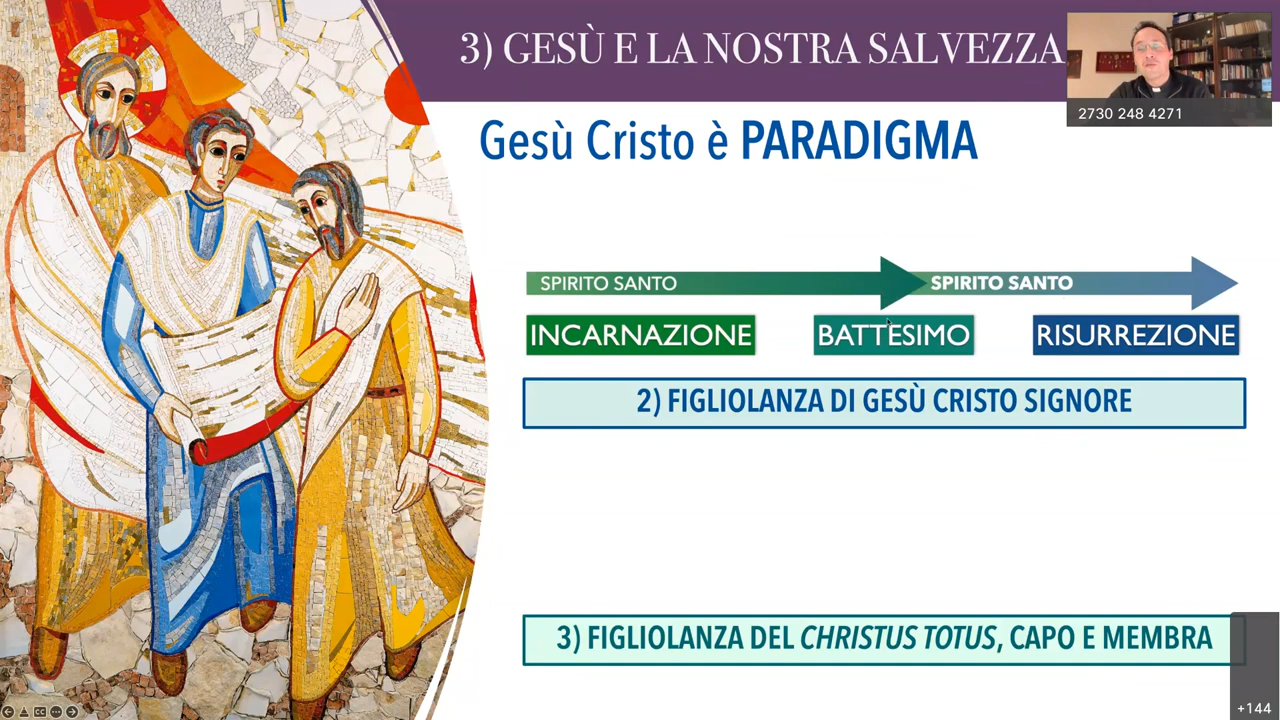 3) GESÙ E LA NOSTRA SALVEZZA
2730 248 4271
Gesù Cristo è PARADIGMA
SPIRITO SANTO
SPIRITO SANTO
INCARNAZIONE
BATTESIMO
RISURREZIONE
2) FIGLIOLANZA DI GESÙ CRISTO SIGNORE
3) FIGLIOLANZA DEL CHRISTUS TOTUS, CAPO E MEMBRA
CC
+144